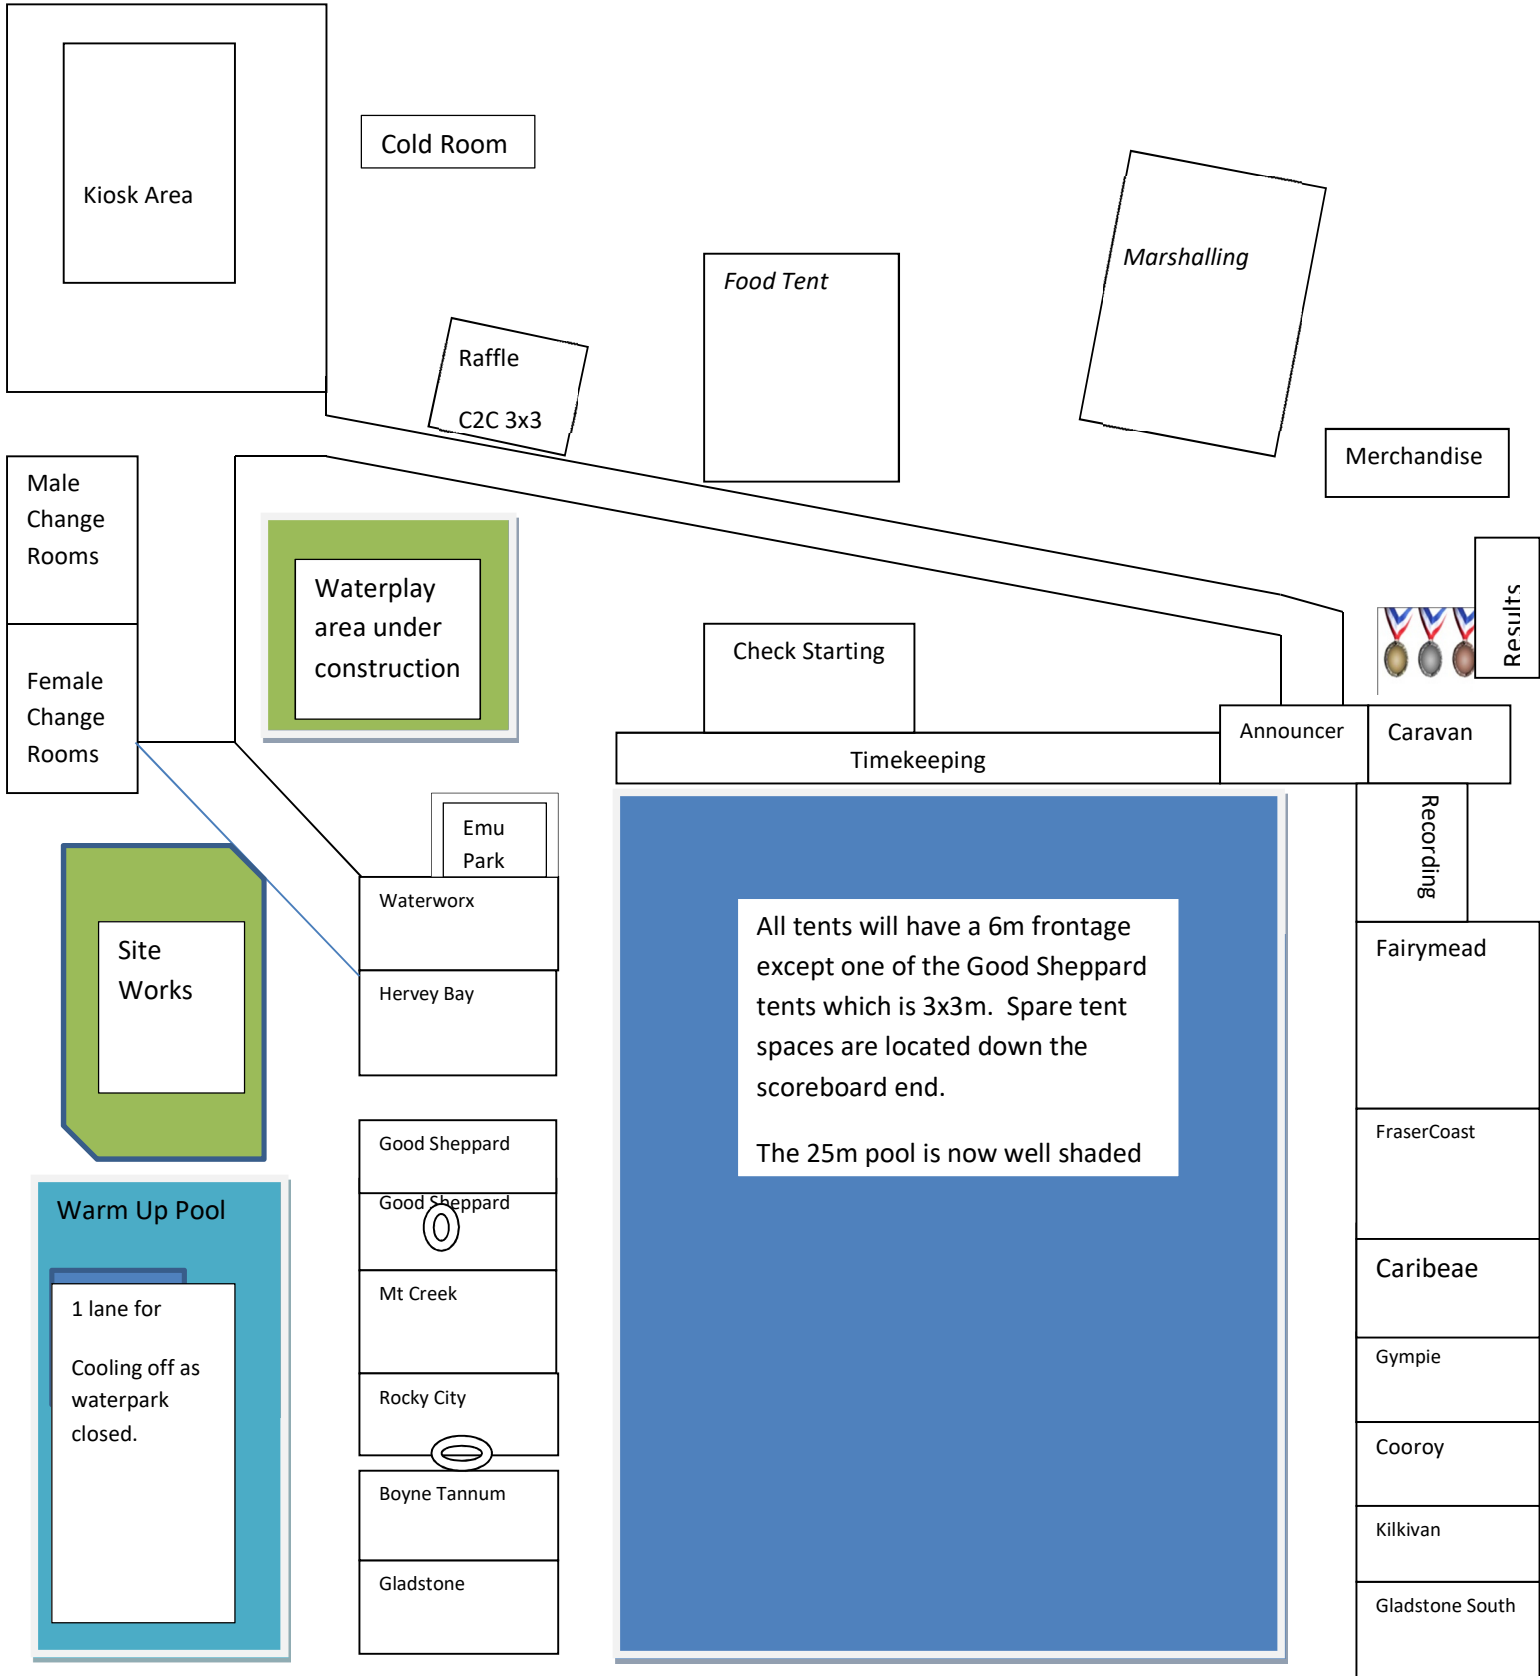 Kiosk Area
Cold Room
Raffle
C2C 3x3
Food Tent
Marshalling
Merchandise
Results
Male
Change
Rooms
Female
Change
Rooms
Waterplay
area under
construction
Check Starting
Timekeeping
Announcer
Caravan
Recording
Emu
Park
Waterworx
Hervey Bay
Good Sheppard
Good Sheppard
Mt Creek
Rocky City
Boyne Tannum
Gladstone
Site
Works
Warm Up Pool
1 lane for
Cooling off as
waterpark
closed.
All tents will have a 6m frontage
except one of the Good Sheppard
tents which is 3x3m.  Spare tent
spaces are located down the
scoreboard end.
The 25m pool is now well shaded
Fairymead
FraserCoast
Caribeae
Gympie
Cooroy
Kilkivan
Gladstone South